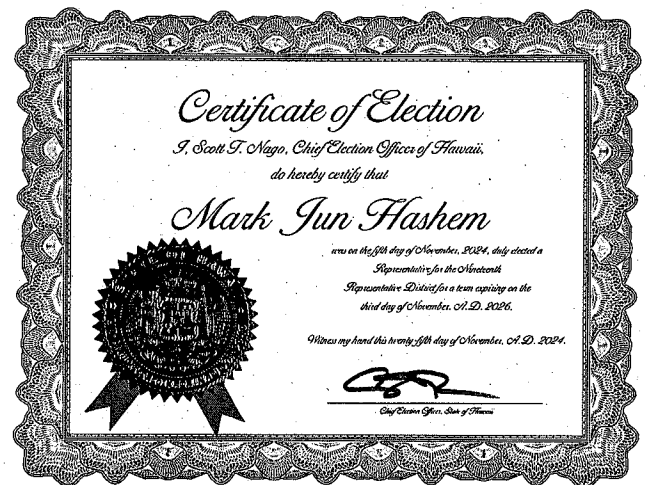 Certificate of Election
I, Scott T. Nago, Chief Election Officer of Hawaii,
do hereby certify that
Mark Jun Hashem
was on the fifth day of November, 2024, duly elected a
Representative for the Nineteenth
Representative District for a term expiring on the
third day of November, A.D. 2026.
Witness my hand this twenty-fifth day of November, A.D. 2024.
Chief Election Officer, State of Hawaii